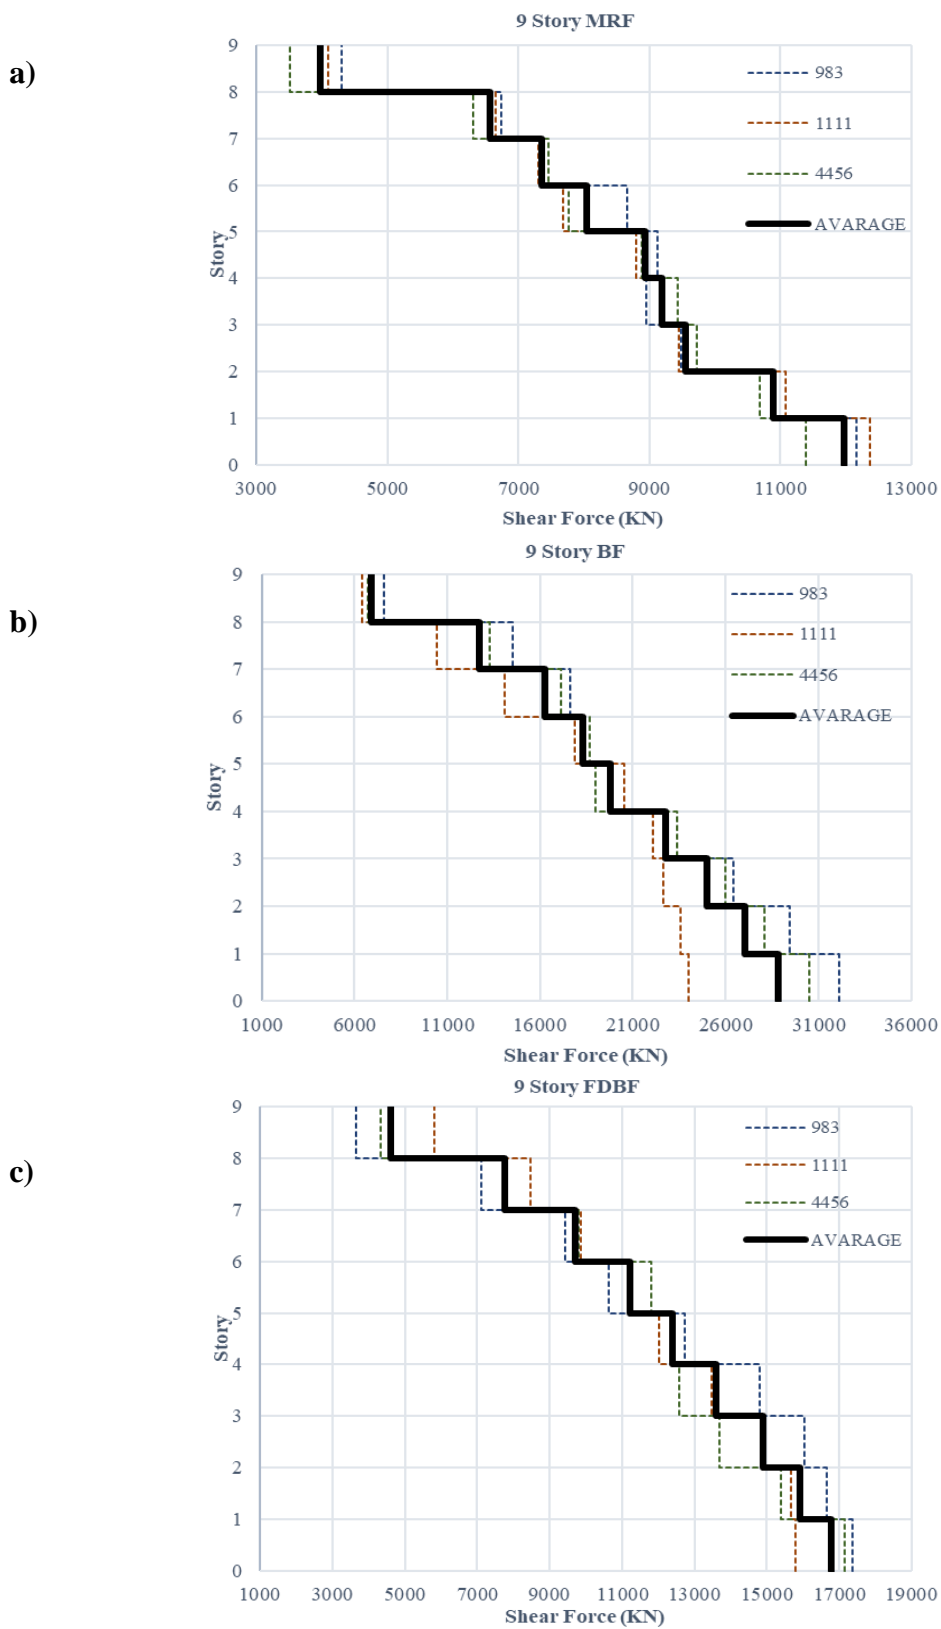 a)
9 Story MRF
9
8
7
6
5
4
3
2
1
0
Story
983
1111
4456
AVARAGE
3000 5000 7000 9000 11000 13000
Shear Force (KN)
b)
9 Story BF
9
8
7
6
5
4
3
2
1
0
Story
983
1111
4456
AVARAGE
1000 6000 11000 16000 21000 26000 31000 36000
Shear Force (KN)
c)
9 Story FDBF
9
8
7
6
5
4
3
2
1
0
Story
983
1111
4456
AVARAGE
1000 3000 5000 7000 9000 11000 13000 15000 17000 19000
Shear Force (KN)